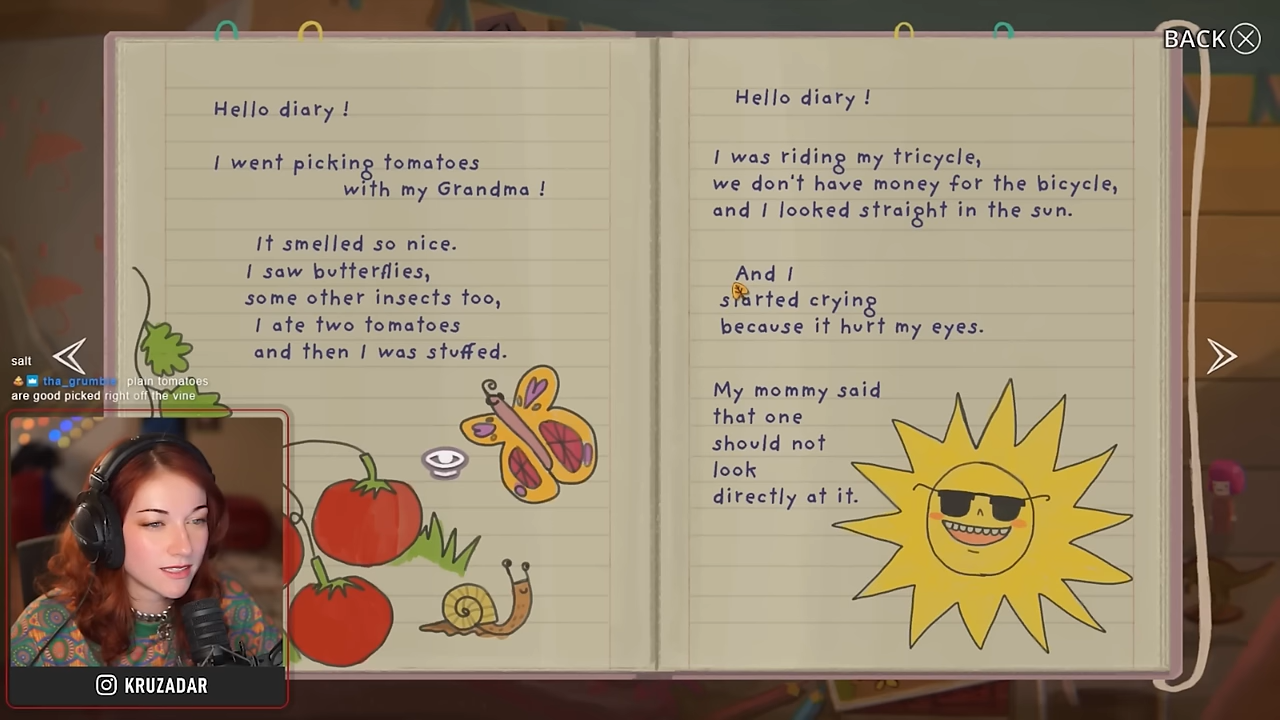 BACK
Hello diary !
I went picking tomatoes
with my Grandma !
It smelled so nice.
I saw butterflies,
some other insects too,
I ate two tomatoes
and then I was stuffed.
Hello diary !
I was riding my tricycle,
we don't have money for the bicycle,
and I looked straight in the sun.
And I
started crying
because it hurt my eyes.
My mommy said
that one
should not
look
directly at it.
salt
plain tomatoes
are good picked right off the vine
KRUZADAR